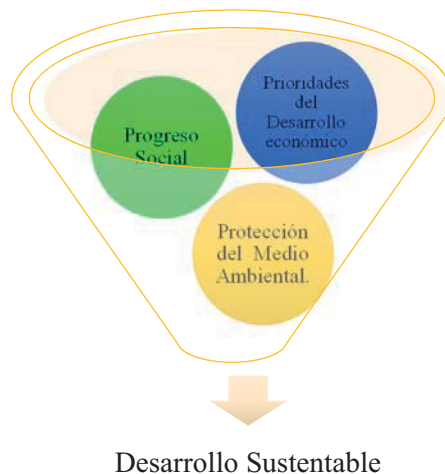 Prioridades
del
Desarrollo
económico
Progreso
Social
Protección
del Medio
Ambiental.
Desarrollo Sustentable